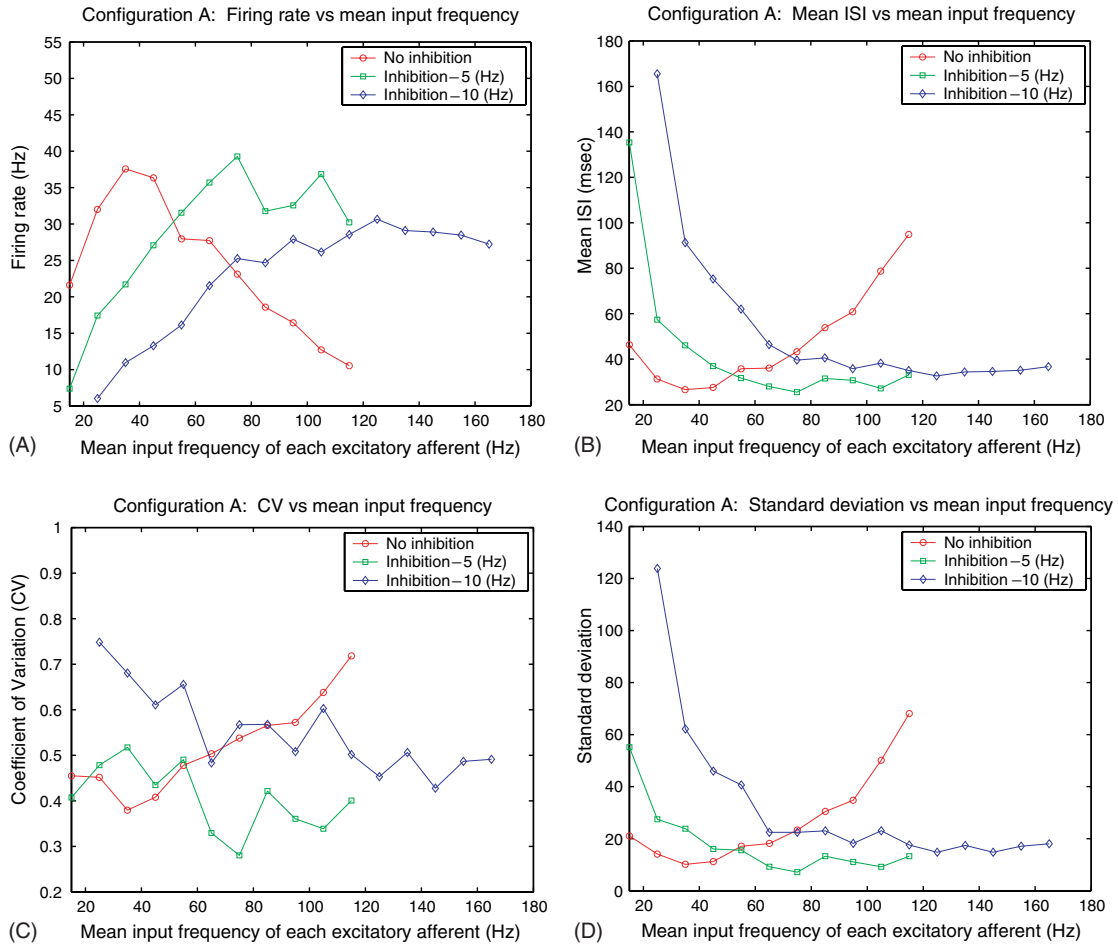 Configuration A: Firing rate vs mean input frequency
55
50
45
40
35
30
25
20
15
10
5
Firing rate (Hz)
No inhibition
Inhibition−5 (Hz)
Inhibition−10 (Hz)
20 40 60 80 100 120 140 160 180
(A) Mean input frequency of each excitatory afferent (Hz)
Configuration A: Mean ISI vs mean input frequency
180
160
140
120
100
80
60
40
20
Mean ISI (msec)
No inhibition
Inhibition−5 (Hz)
Inhibition−10 (Hz)
20 40 60 80 100 120 140 160 180
(B) Mean input frequency of each excitatory afferent (Hz)
Configuration A: CV vs mean input frequency
1
0.9
0.8
0.7
0.6
0.5
0.4
0.3
0.2
Coefficient of Variation (CV)
No inhibition
Inhibition−5 (Hz)
Inhibition−10 (Hz)
20 40 60 80 100 120 140 160 180
(C) Mean input frequency of each excitatory afferent (Hz)
Configuration A: Standard deviation vs mean input frequency
140
120
100
80
60
40
20
0
Standard deviation
No inhibition
Inhibition−5 (Hz)
Inhibition−10 (Hz)
20 40 60 80 100 120 140 160 180
(D) Mean input frequency of each excitatory afferent (Hz)